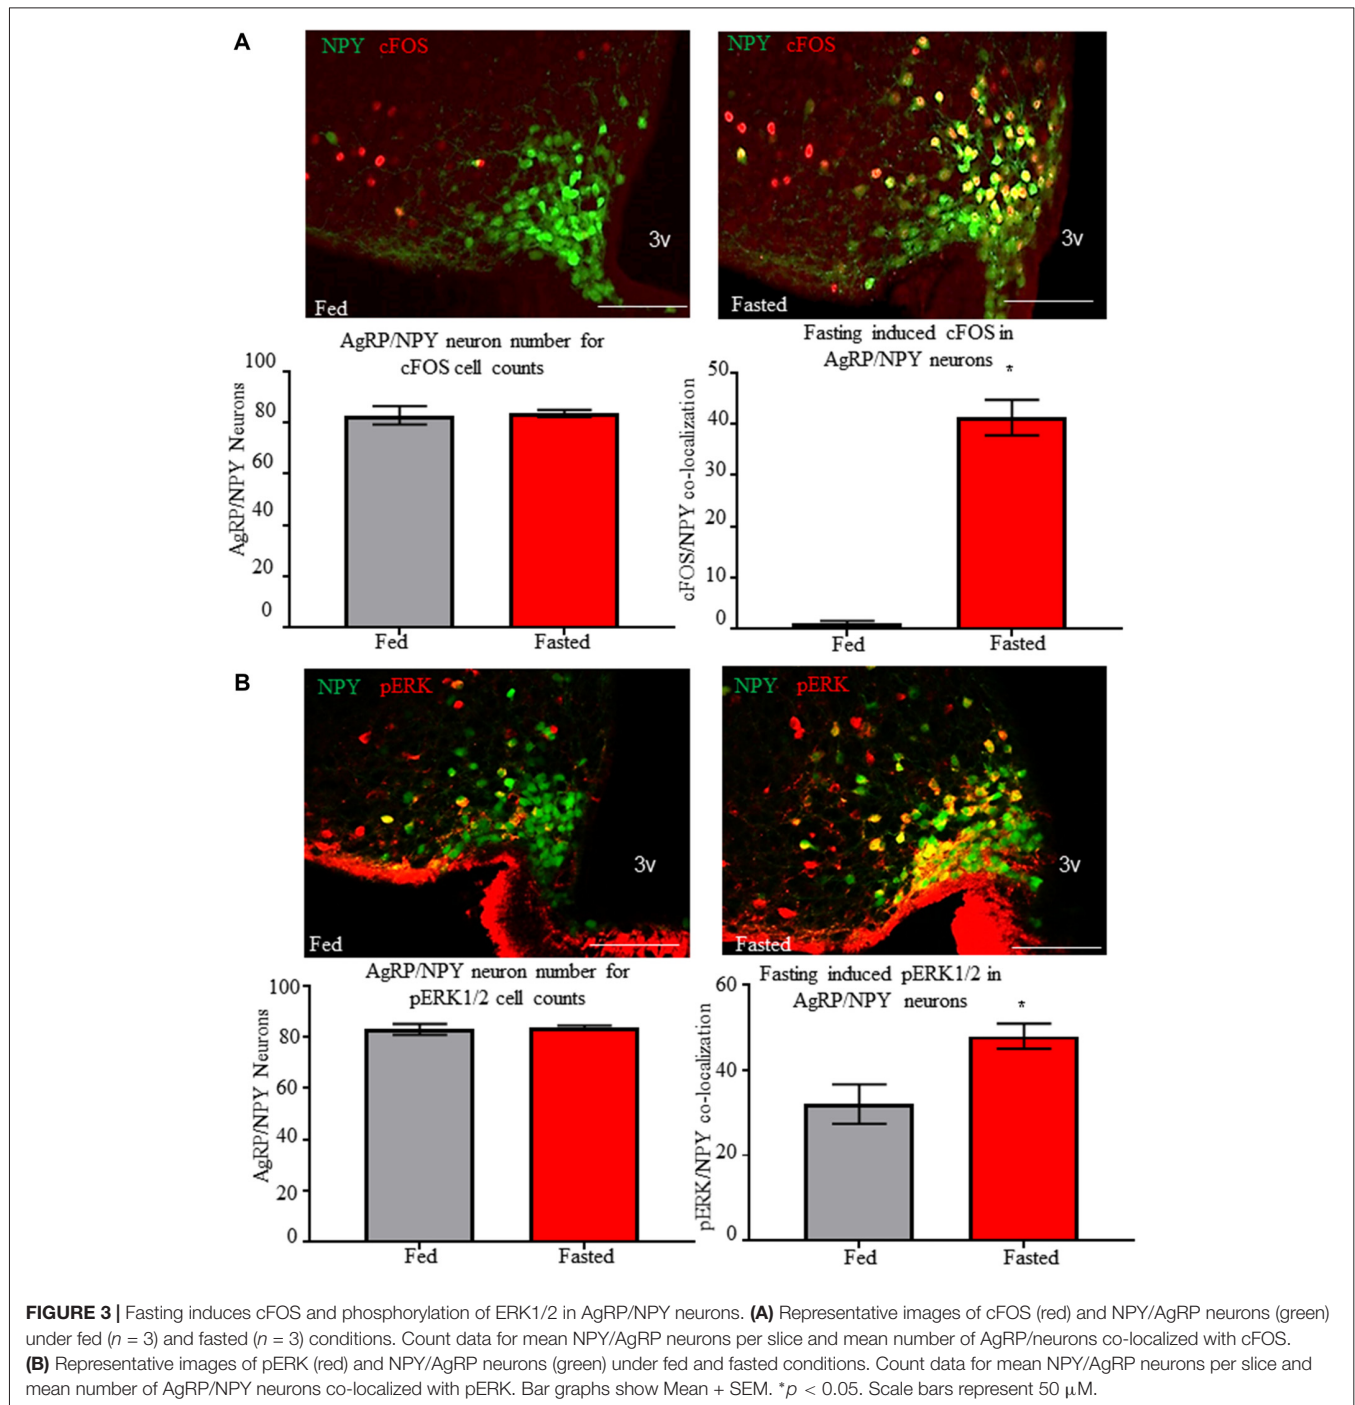 A
NPY cFOS
3v
Fed
NPY cFOS
3v
Fasted
AgRP/NPY neuron number for
cFOS cell counts
AgRP/NPY Neurons
100
80
60
40
20
0
Fed Fasted
Fasting induced cFOS in
AgRP/NPY neurons
*
cFOS/NPY co-localization
50
40
30
20
10
0
Fed Fasted
B
NPY pERK
3v
Fed
NPY pERK
3v
Fasted
AgRP/NPY neuron number for
pERK1/2 cell counts
AgRP/NPY Neurons
100
80
60
40
20
0
Fed Fasted
Fasting induced pERK1/2 in
AgRP/NPY neurons
*
pERK/NPY co-localization
60
40
20
0
Fed Fasted
FIGURE 3 | Fasting induces cFOS and phosphorylation of ERK1/2 in AgRP/NPY neurons. (A) Representative images of cFOS (red) and NPY/AgRP neurons (green)
under fed (n = 3) and fasted (n = 3) conditions. Count data for mean NPY/AgRP neurons per slice and mean number of AgRP/neurons co-localized with cFOS.
(B) Representative images of pERK (red) and NPY/AgRP neurons (green) under fed and fasted conditions. Count data for mean NPY/AgRP neurons per slice and
mean number of AgRP/NPY neurons co-localized with pERK. Bar graphs show Mean + SEM. *p < 0.05. Scale bars represent 50 μM.